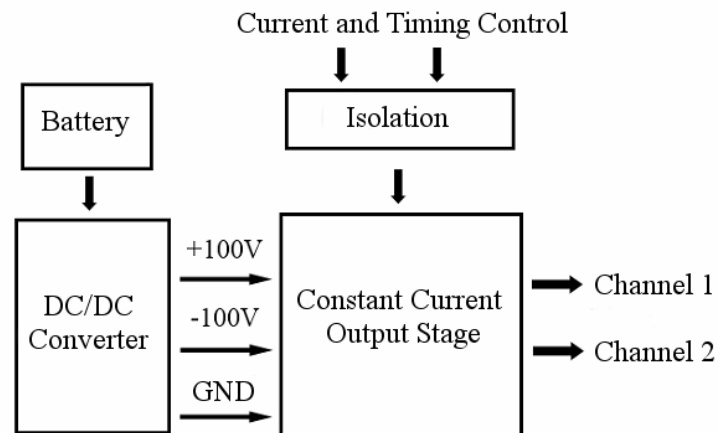 Current and Timing Control
Battery
Isolation
+100V
DC/DC
Converter
-100V
GND
Constant Current
Output Stage
Channel 1
Channel 2